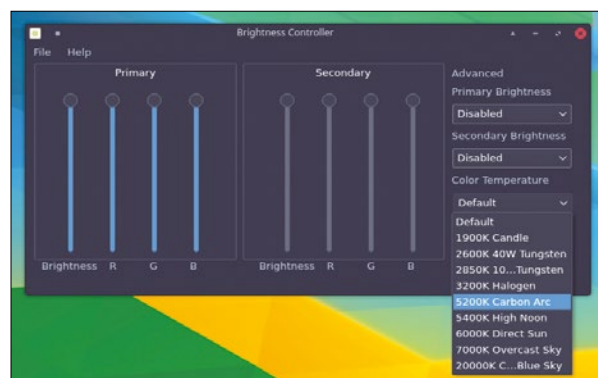 Brightness Controller
File Help
Primary
Secondary
Brightness R G B
Brightness R G B
Advanced
Primary Brightness
Disabled
Secondary Brightness
Disabled
Color Temperature
Default
Default
1900K Candle
2600K 40W Tungsten
2850K 10...Tungsten
3200K Halogen
5200K Carbon Arc
5400K High Noon
6000K Direct Sun
7000K Overcast Sky
20000K C...Blue Sky